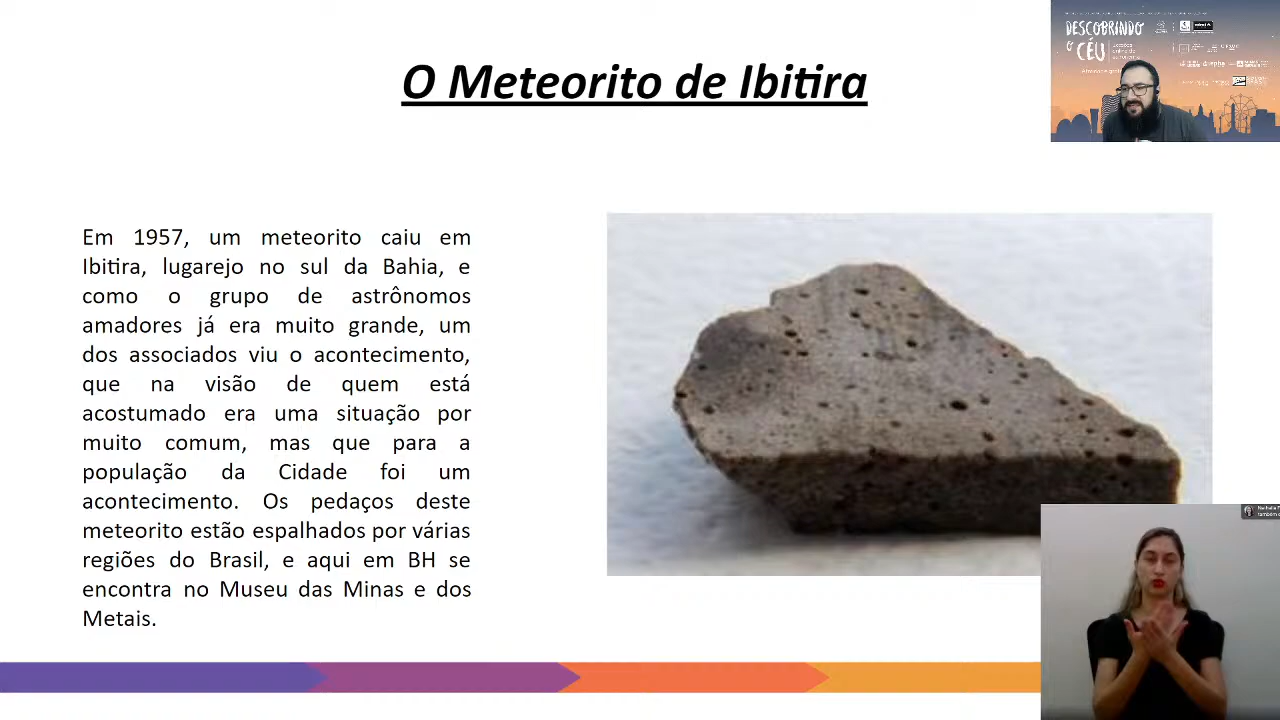 O Meteorito de Ibitira
DESCOBRINDO
O CÉU
Em 1957, um meteorito caiu em
Ibitira, lugarejo no sul da Bahia, e
como o grupo de astrônomos
amadores já era muito grande, um
dos associados viu o acontecimento,
que na visão de quem está
acostumado era uma situação por
muito comum, mas que para a
população da Cidade foi um
acontecimento. Os pedaços deste
meteorito estão espalhados por várias
regiões do Brasil, e aqui em BH se
encontra no Museu das Minas e dos
Metais.